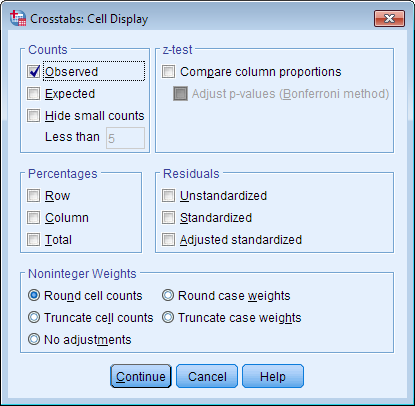 Crosstabs: Cell Display
Counts
Observed
Expected
Hide small counts
Less than 5
z-test
Compare column proportions
Adjust p-values (Bonferroni method)
Percentages
Row
Column
Total
Residuals
Unstandardized
Standardized
Adjusted standardized
Noninteger Weights
Round cell counts Round case weights
Truncate cell counts Truncate case weights
No adjustments
Continue Cancel Help